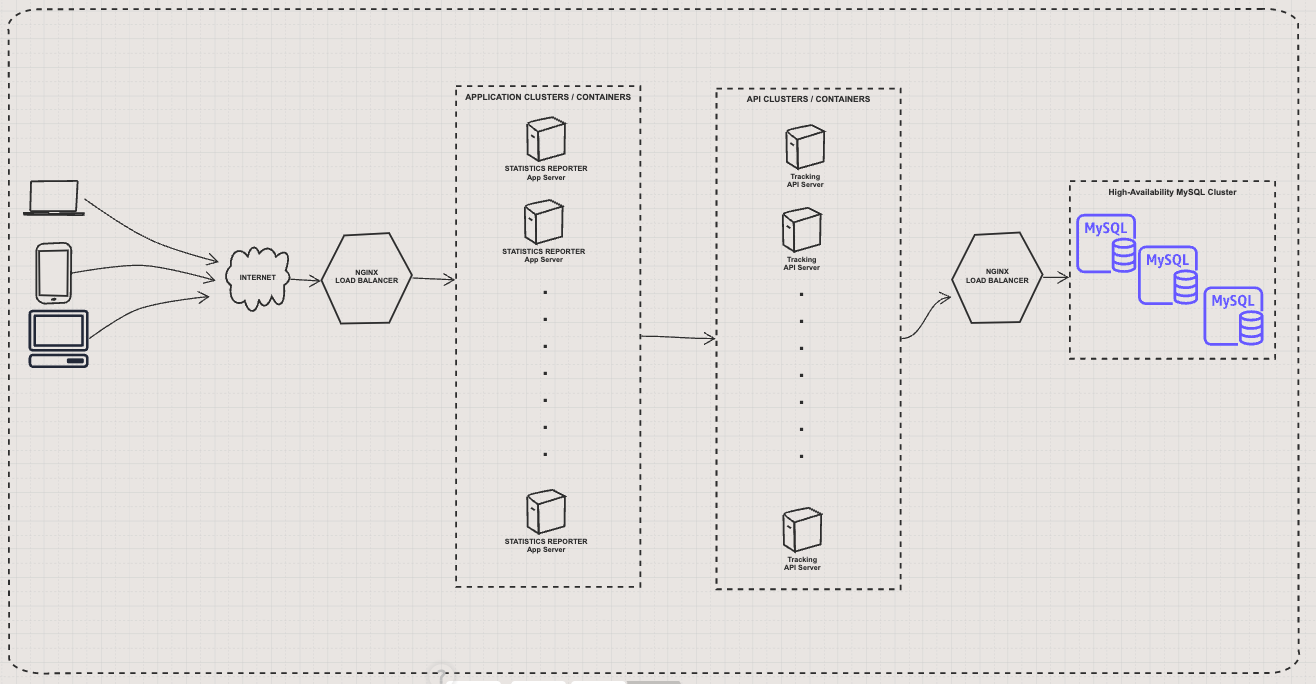 APPLICATION CLUSTERS / CONTAINERS
STATISTICS REPORTER
App Server
STATISTICS REPORTER
App Server
STATISTICS REPORTER
App Server
API CLUSTERS / CONTAINERS
Tracking
API Server
Tracking
API Server
Tracking
API Server
INTERNET
NGINX
LOAD BALANCER
NGINX
LOAD BALANCER
High-Availability MySQL Cluster
MySQL
MySQL
MySQL